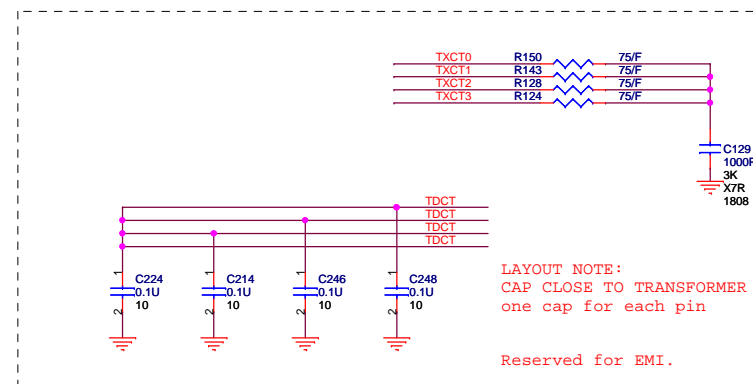 TXCT0 R150 75/F
TXCT1 R143 75/F
TXCT2 R128 75/F
TXCT3 R124 75/F
C129
3K
X7R
1808
TDCT
TDCT
TDCT
TDCT
1 C224 1 C214 1 C246 1 C248
0.1U 0.1U 0.1U 0.1U
2 10 2 10 2 10 2 10
LAYOUT NOTE:
CAP CLOSE TO TRANSFORMER
one cap for each pin
Reserved for EMI.